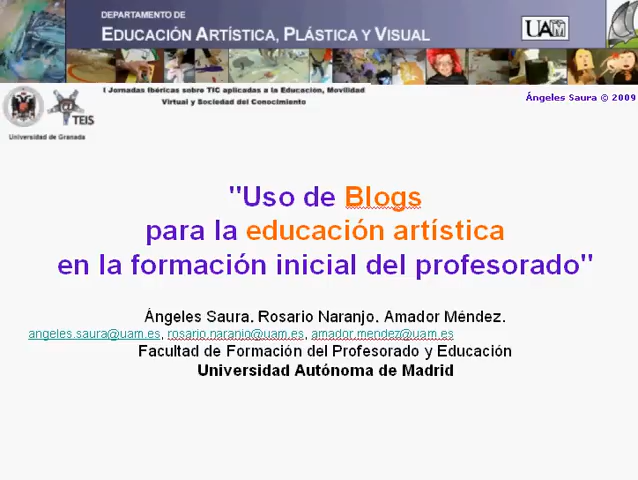 DEPARTAMENTO DE
EDUCACIÓN ARTÍSTICA, PLÁSTICA Y VISUAL
UAM
I Jornadas Ibéricas sobre TIC aplicadas a la Educación, Movilidad
Virtual y Sociedad del Conocimiento
Ángeles Saura © 2009
TEIS
Universidad de Granada
"Uso de Blogs
para la educación artística
en la formación inicial del profesorado"
Ángeles Saura. Rosario Naranjo. Amador Méndez.
angeles.saura@uam.es, rosario.naranjo@uam.es, amador.mendez@uam.es
Facultad de Formación del Profesorado y Educación
Universidad Autónoma de Madrid